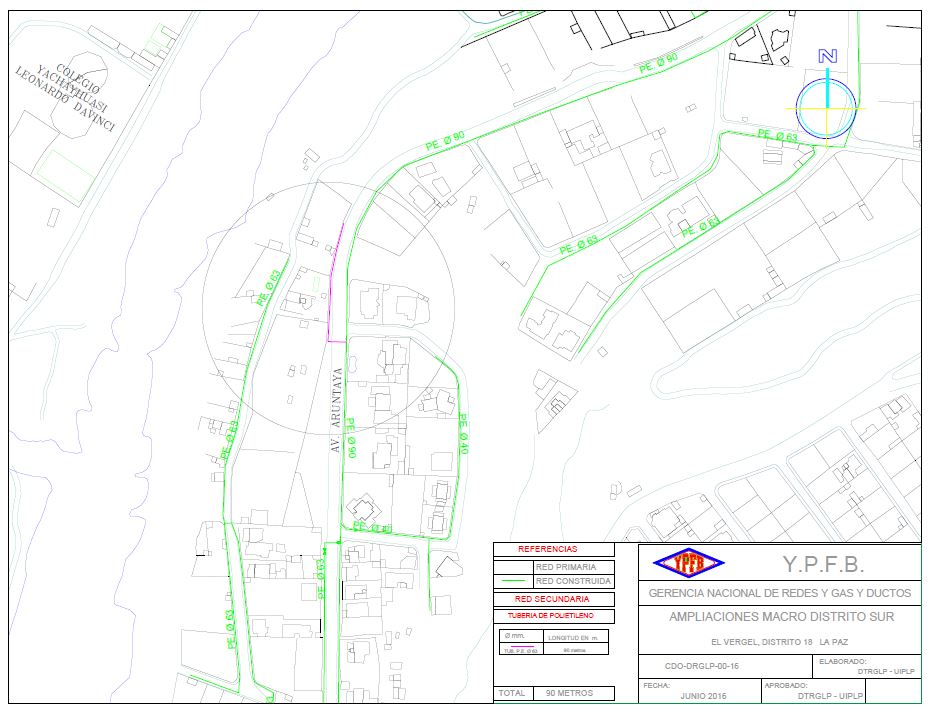 COLEGIO
YACHAYHUASI
LEONARDO DAVINCI
PE. Ø 90
PE. Ø 90
N
PE. Ø 63
PE. Ø 63
PE. Ø 63
PE. Ø 63
AV. ARUNTAYA
PE. Ø 90
PE. Ø 40
PE. Ø 63
PE. Ø 63
PE. Ø 63
REFERENCIAS
RED PRIMARIA
RED CONSTRUIDA
RED SECUNDARIA
TUBERIA DE POLIETILENO
Ø mm. LONGITUD EN m.
TUB. P.E. Ø 63 90 metros
TOTAL 90 METROS
YPFB
Y.P.F.B.
GERENCIA NACIONAL DE REDES Y GAS Y DUCTOS
AMPLIACIONES MACRO DISTRITO SUR
EL VERGEL, DISTRITO 18 LA PAZ
CDO-DRGLP-00-16
ELABORADO:
DTRGLP - UIPLP
FECHA:
JUNIO 2016
APROBADO:
DTRGLP - UIPLP